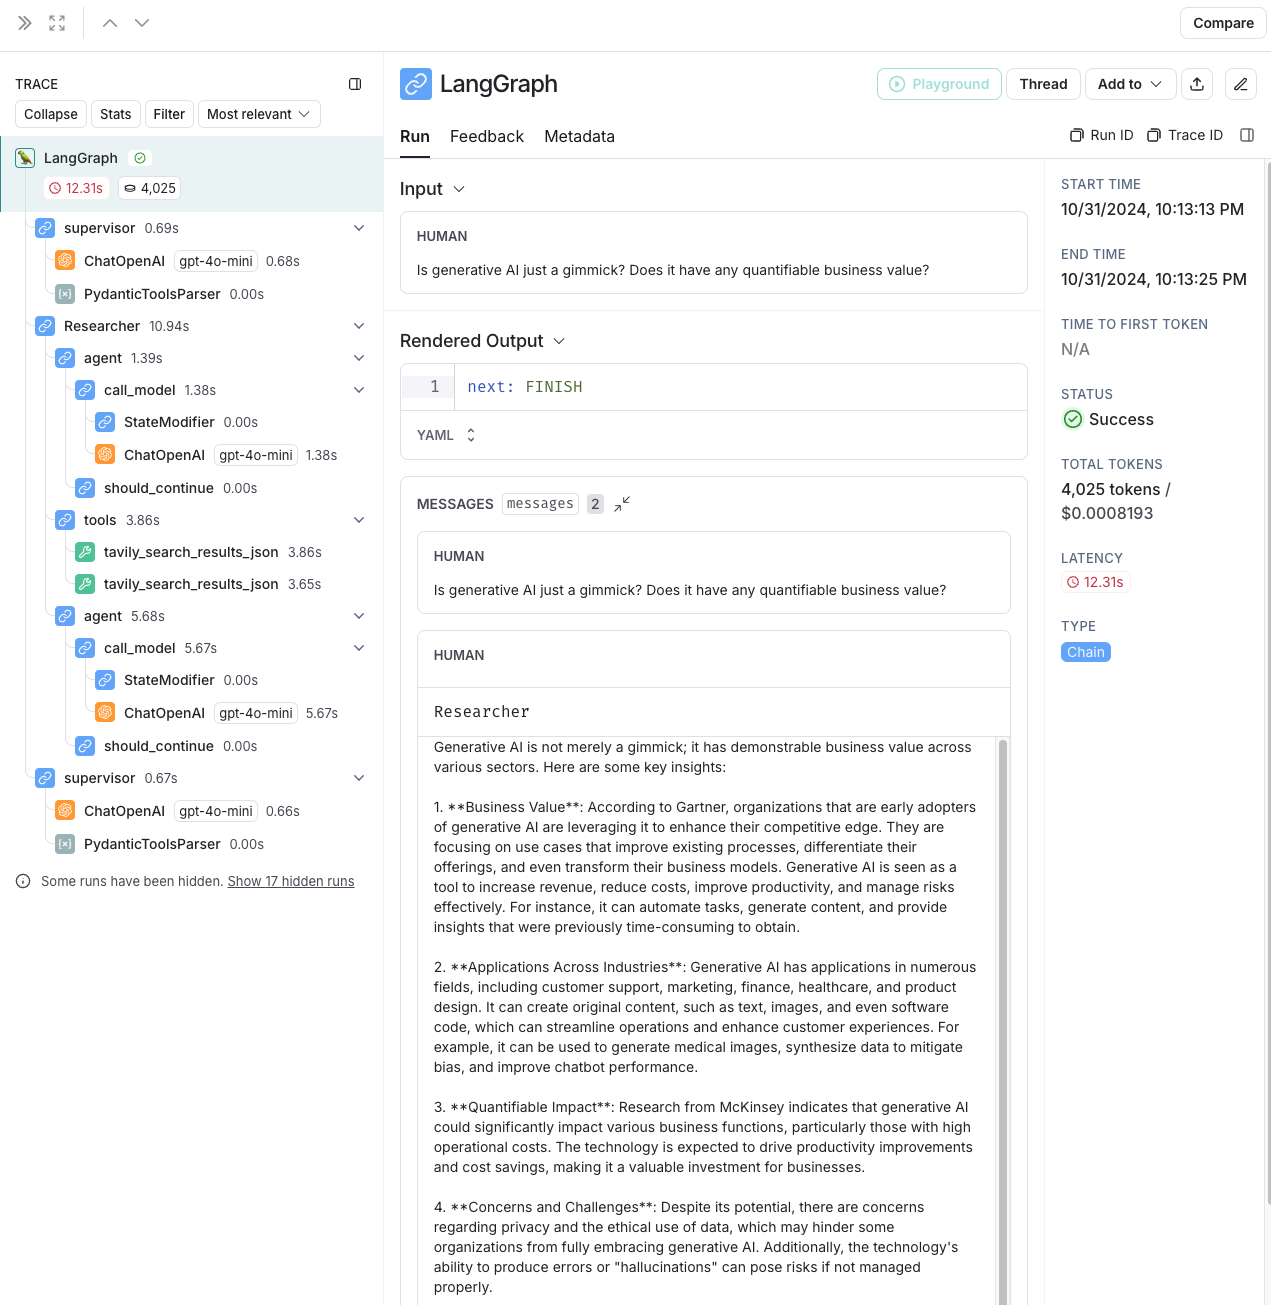 Compare
TRACE
Collapse Stats Filter Most relevant
LangGraph
12.31s 4,025
supervisor 0.69s
ChatOpenAI gpt-4o-mini 0.68s
PydanticToolsParser 0.00s
Researcher 10.94s
agent 1.39s
call_model 1.38s
StateModifier 0.00s
ChatOpenAI gpt-4o-mini 1.38s
should_continue 0.00s
tools 3.86s
tavily_search_results_json 3.86s
tavily_search_results_json 3.65s
agent 5.68s
call_model 5.67s
StateModifier 0.00s
ChatOpenAI gpt-4o-mini 5.67s
should_continue 0.00s
supervisor 0.67s
ChatOpenAI gpt-4o-mini 0.66s
PydanticToolsParser 0.00s
Some runs have been hidden. Show 17 hidden runs
LangGraph
Playground Thread Add to
Run Feedback Metadata
Run ID Trace ID
Input
HUMAN
Is generative AI just a gimmick? Does it have any quantifiable business value?
Rendered Output
1 next: FINISH
YAML
MESSAGES messages 2
HUMAN
Is generative AI just a gimmick? Does it have any quantifiable business value?
HUMAN
Researcher
Generative AI is not merely a gimmick; it has demonstrable business value across
various sectors. Here are some key insights:
1. **Business Value**: According to Gartner, organizations that are early adopters
of generative AI are leveraging it to enhance their competitive edge. They are
focusing on use cases that improve existing processes, differentiate their
offerings, and even transform their business models. Generative AI is seen as a
tool to increase revenue, reduce costs, improve productivity, and manage risks
effectively. For instance, it can automate tasks, generate content, and provide
insights that were previously time-consuming to obtain.
2. **Applications Across Industries**: Generative AI has applications in numerous
fields, including customer support, marketing, finance, healthcare, and product
design. It can create original content, such as text, images, and even software
code, which can streamline operations and enhance customer experiences. For
example, it can be used to generate medical images, synthesize data to mitigate
bias, and improve chatbot performance.
3. **Quantifiable Impact**: Research from McKinsey indicates that generative AI
could significantly impact various business functions, particularly those with high
operational costs. The technology is expected to drive productivity improvements
and cost savings, making it a valuable investment for businesses.
4. **Concerns and Challenges**: Despite its potential, there are concerns
regarding privacy and the ethical use of data, which may hinder some
organizations from fully embracing generative AI. Additionally, the technology's
ability to produce errors or "hallucinations" can pose risks if not managed
properly.
START TIME
10/31/2024, 10:13:13 PM
END TIME
10/31/2024, 10:13:25 PM
TIME TO FIRST TOKEN
N/A
STATUS
Success
TOTAL TOKENS
4,025 tokens /
$0.0008193
LATENCY
12.31s
TYPE
Chain